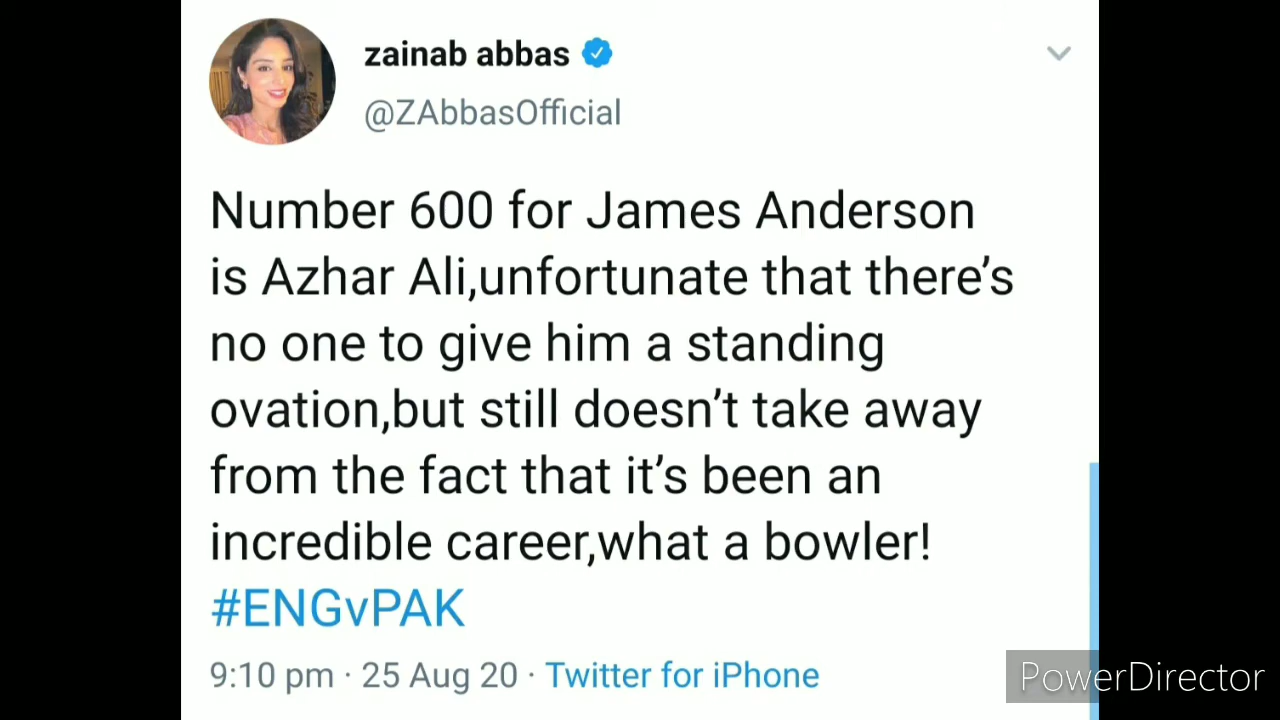 zainab abbas
@ZAbbasOfficial
Number 600 for James Anderson
is Azhar Ali,unfortunate that there’s
no one to give him a standing
ovation,but still doesn’t take away
from the fact that it’s been an
incredible career,what a bowler!
#ENGvPAK
9:10 pm · 25 Aug 20 · Twitter for iPhone
PowerDirector